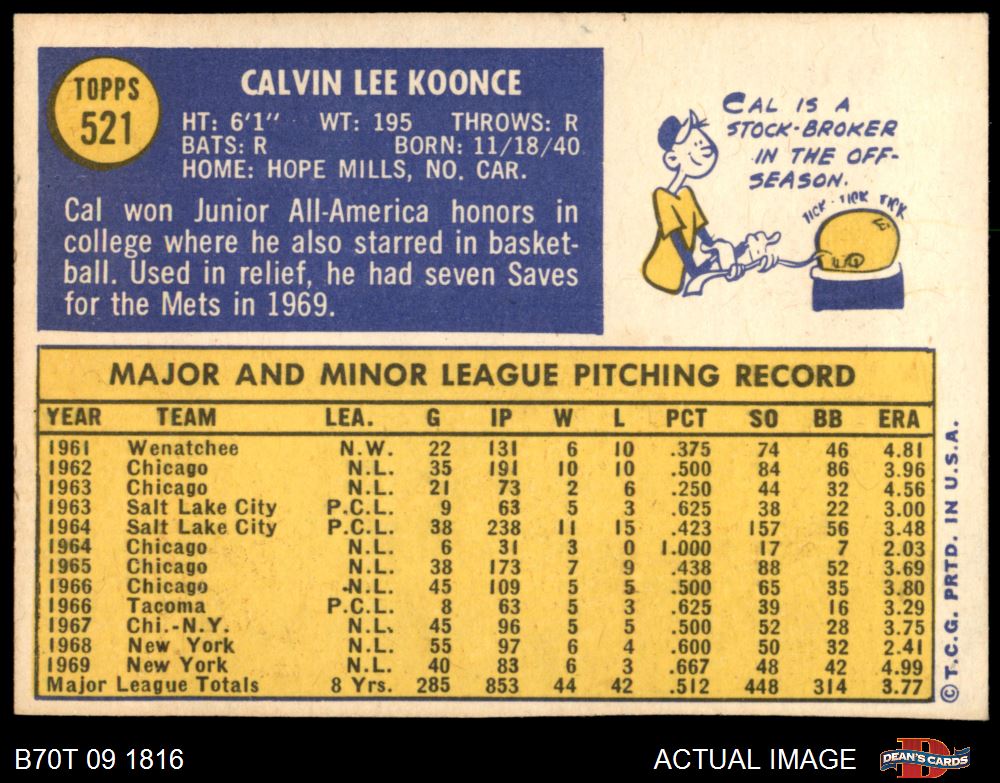 TOPPS
521
CALVIN LEE KOONCE
HT: 6'1" WT: 195 THROWS: R
BATS: R BORN: 11/18/40
HOME: HOPE MILLS, NO. CAR.
Cal won Junior All-America honors in
college where he also starred in basket-
ball. Used in relief, he had seven Saves
for the Mets in 1969.
CAL IS A
STOCK-BROKER
IN THE OFF-
SEASON.
TICK - TICK TICK
MAJOR AND MINOR LEAGUE PITCHING RECORD
YEAR TEAM LEA. G IP W L PCT SO BB ERA
1961 Wenatchee N.W. 22 131 6 10 .375 74 46 4.81
1962 Chicago N.L. 35 191 10 10 .500 84 86 3.96
1963 Chicago N.L. 21 73 2 6 .250 44 32 4.56
1963 Salt Lake City P.C.L. 9 63 5 3 .625 38 22 3.00
1964 Salt Lake City P.C.L. 38 238 11 15 .423 157 56 3.48
1964 Chicago N.L. 6 31 3 0 1.000 17 7 2.03
1965 Chicago N.L. 38 173 7 9 .438 88 52 3.69
1966 Chicago N.L. 45 109 5 5 .500 65 35 3.80
1966 Tacoma P.C.L. 8 63 5 3 .625 39 16 3.29
1967 Chi.-N.Y. N.L. 45 96 5 5 .500 52 28 3.75
1968 New York N.L. 55 97 6 4 .600 50 32 2.41
1969 New York N.L. 40 83 6 3 .667 48 42 4.99
Major League Totals 8 Yrs. 285 853 44 42 .512 448 314 3.77
© T.C.G. PRTD. IN U.S.A.
B70T 09 1816
ACTUAL IMAGE
DEAN'S CARDS